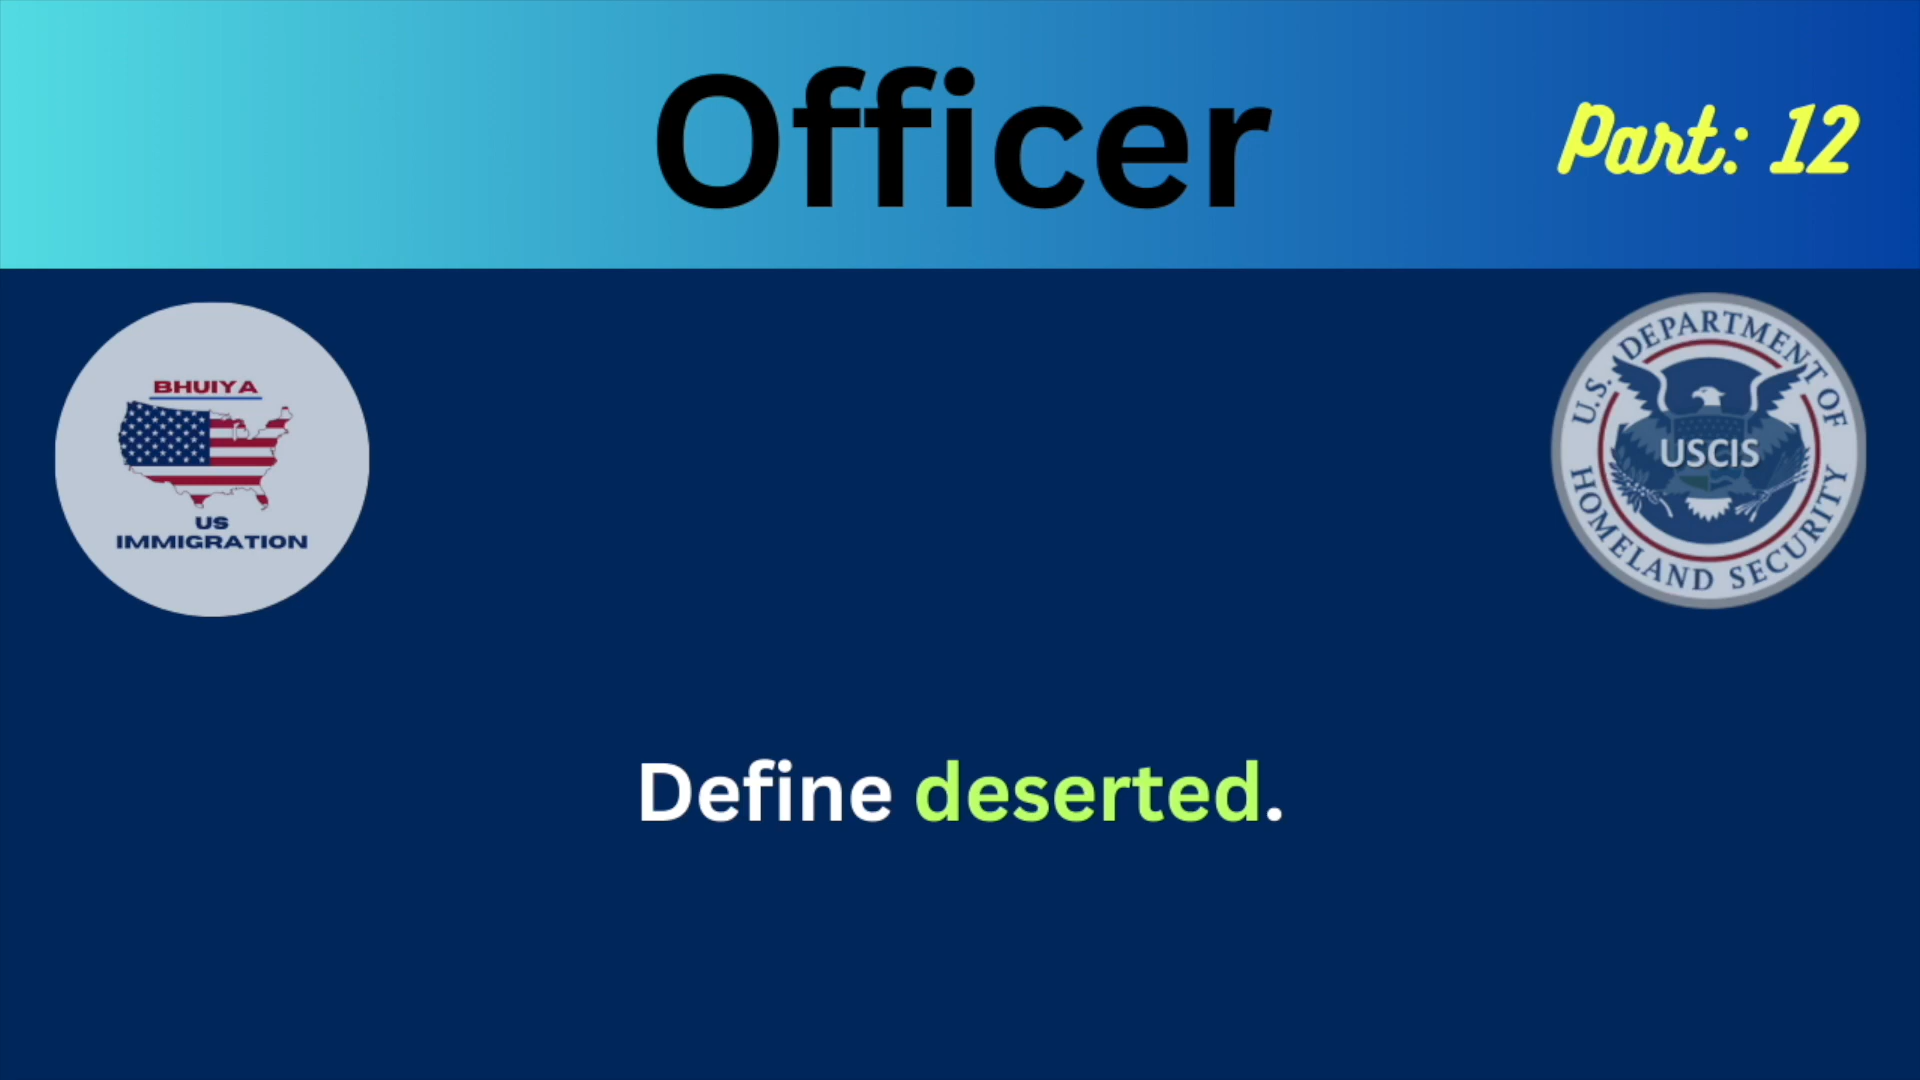 Officer
Part: 12
BHUIYA
US
IMMIGRATION
U.S. DEPARTMENT OF
USCIS
HOMELAND SECURITY
Define deserted.